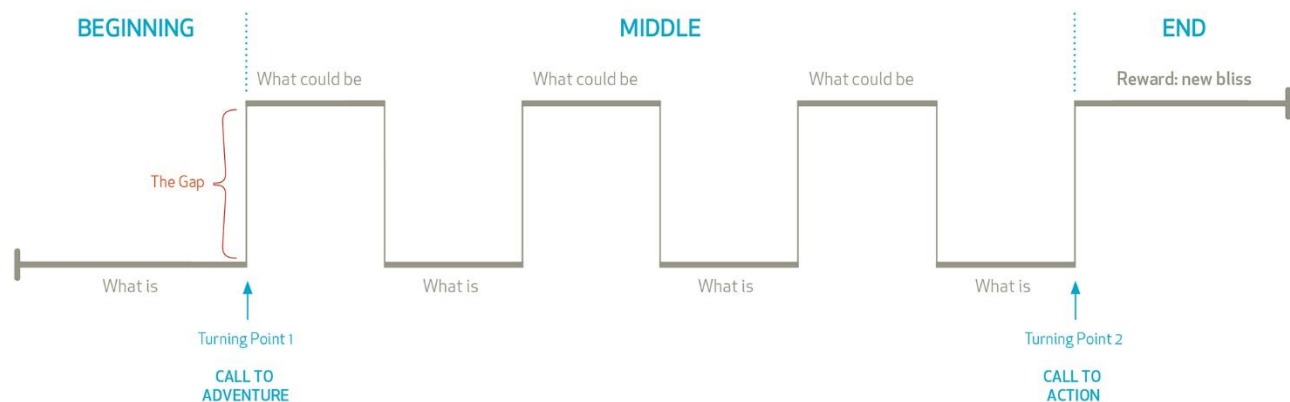 BEGINNING
MIDDLE
END
What could be
What could be
What could be
Reward: new bliss
The Gap
What is
What is
What is
What is
Turning Point 1
Turning Point 2
CALL TO
ADVENTURE
CALL TO
ACTION